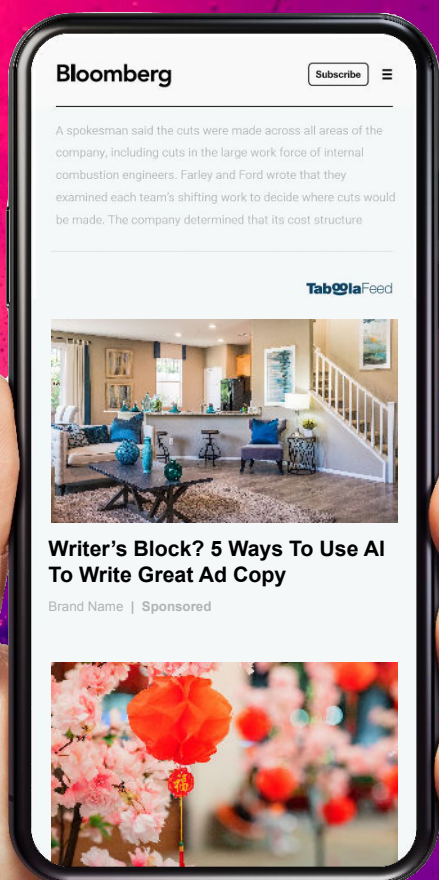 Bloomberg
Subscribe
A spokesman said the cuts were made across all areas of the
company, including cuts in the large work force of internal
combustion engineers. Farley and Ford wrote that they
examined each team's shifting work to decide where cuts would
be made. The company determined that its cost structure
TaboolaFeed
Writer's Block? 5 Ways To Use AI
To Write Great Ad Copy
Brand Name | Sponsored
福